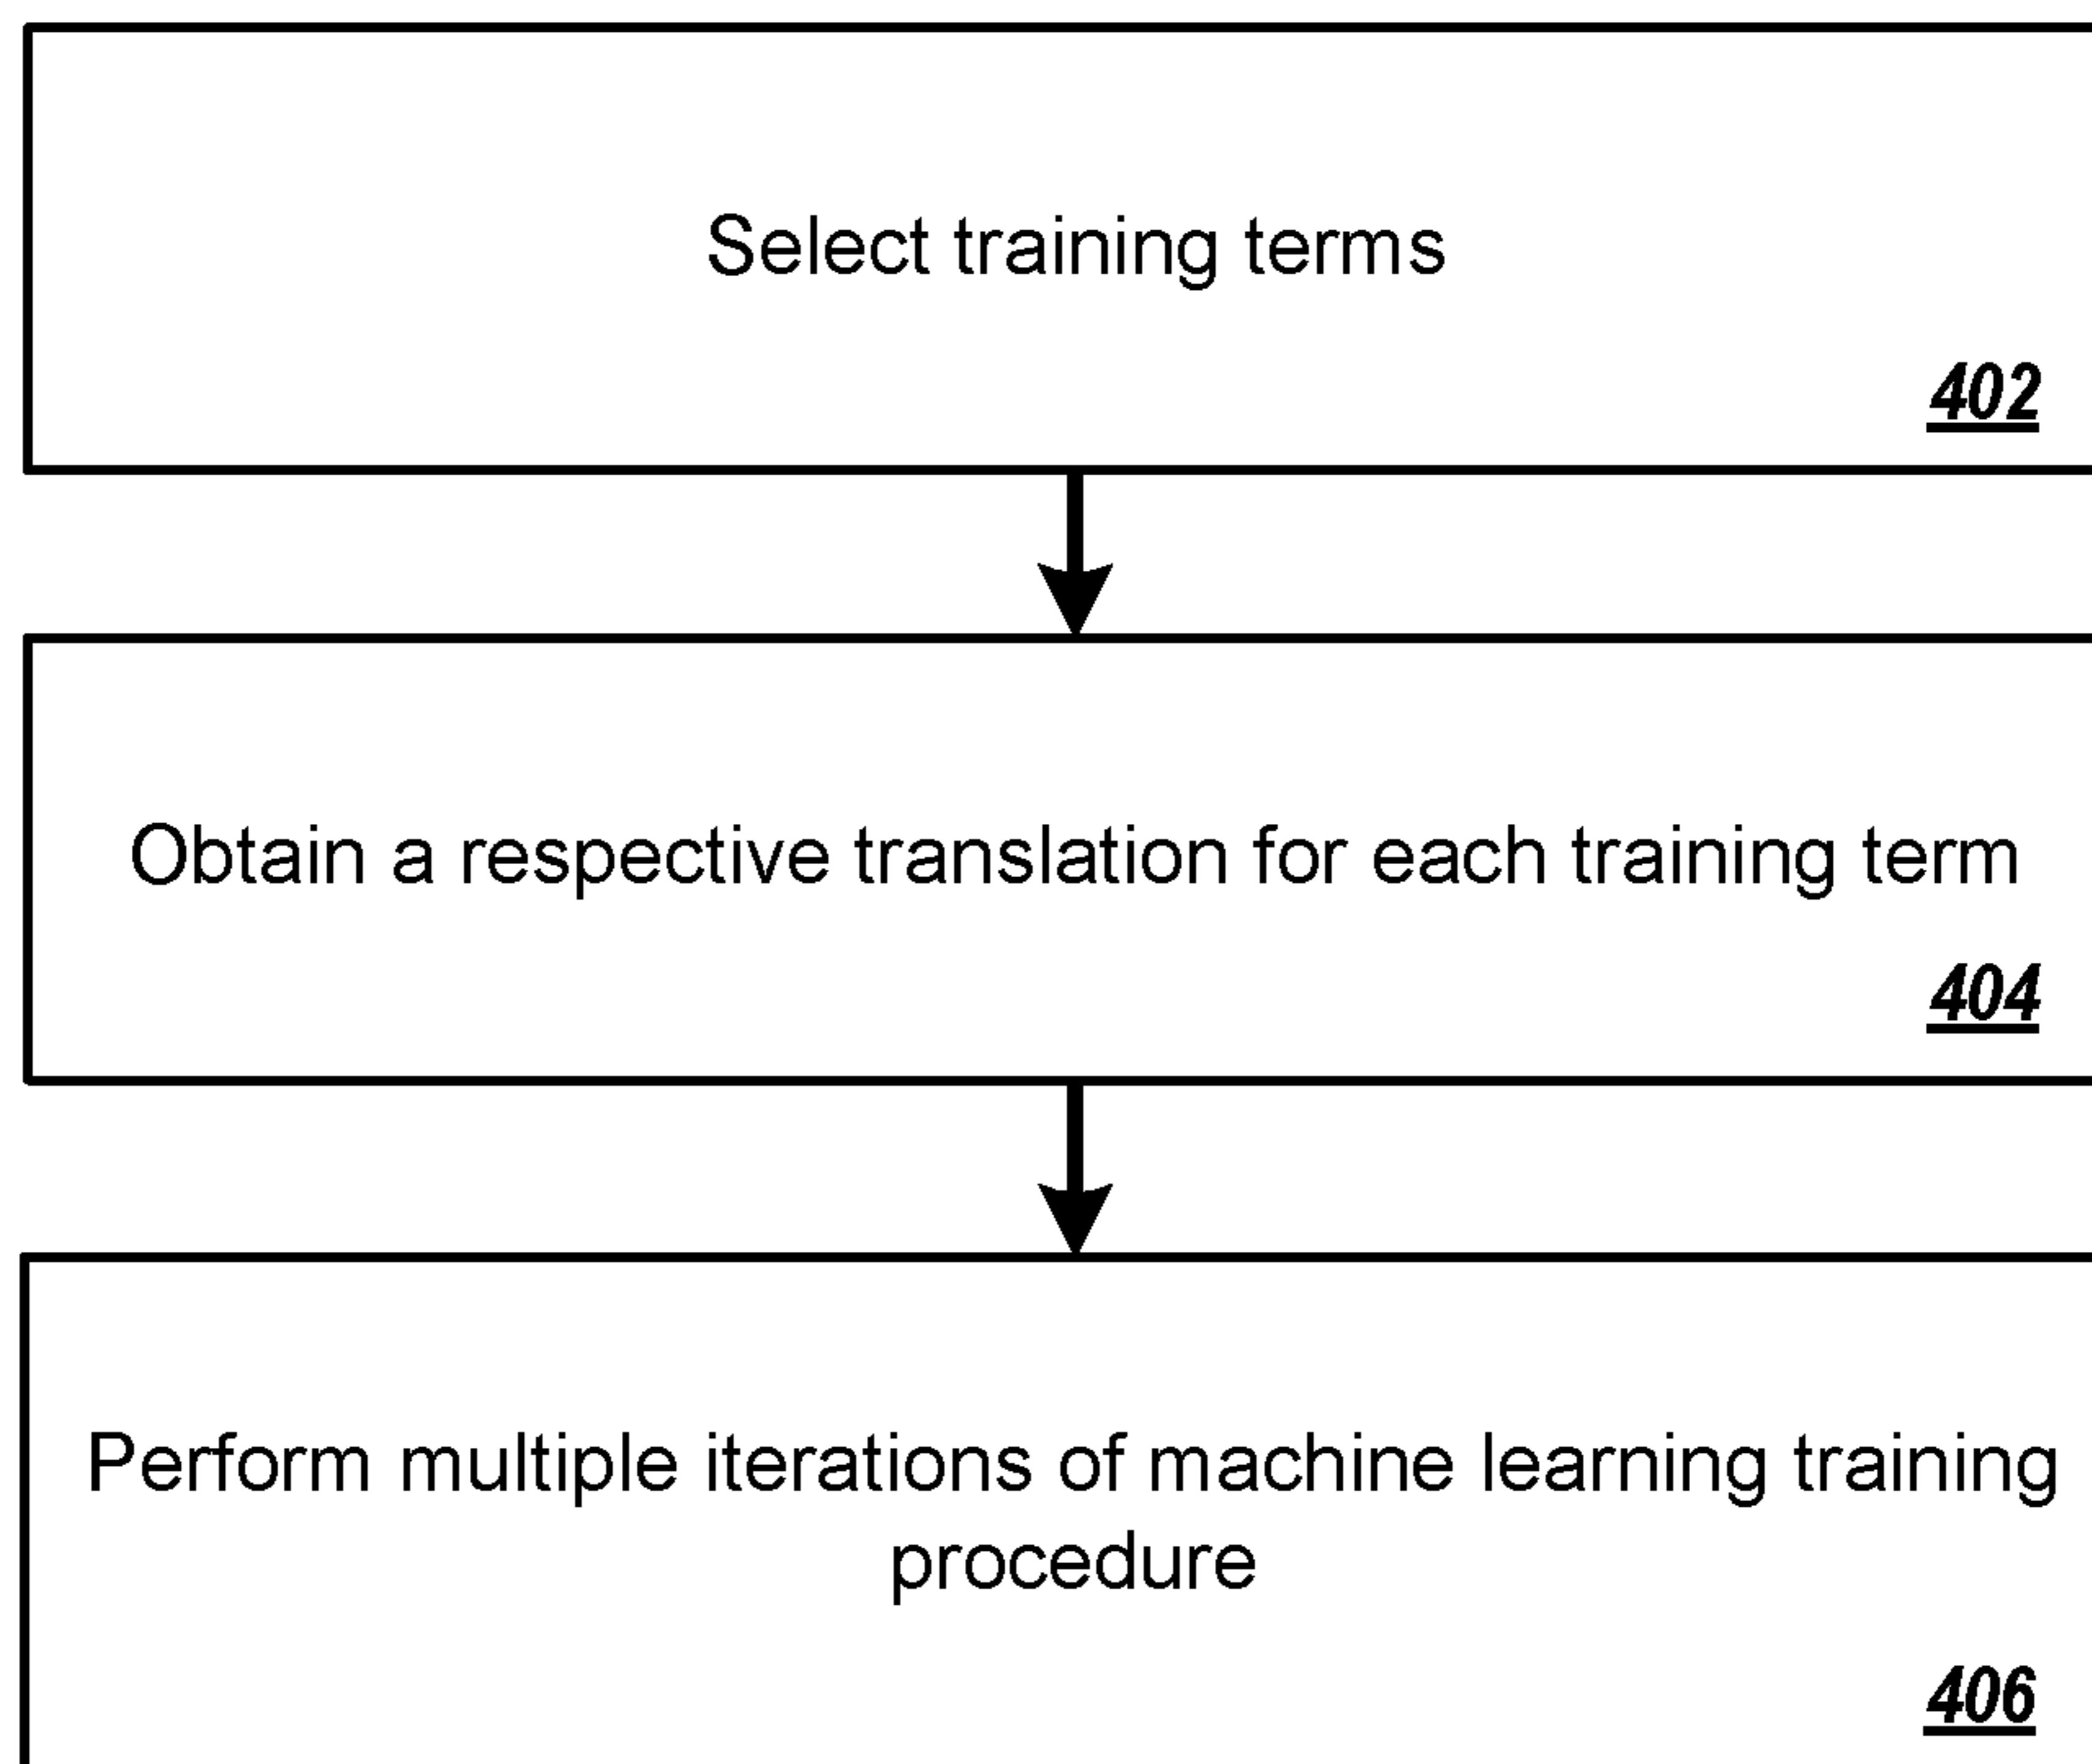 Select training terms
402
Obtain a respective translation for each training term
404
Perform multiple iterations of machine learning training
procedure
406